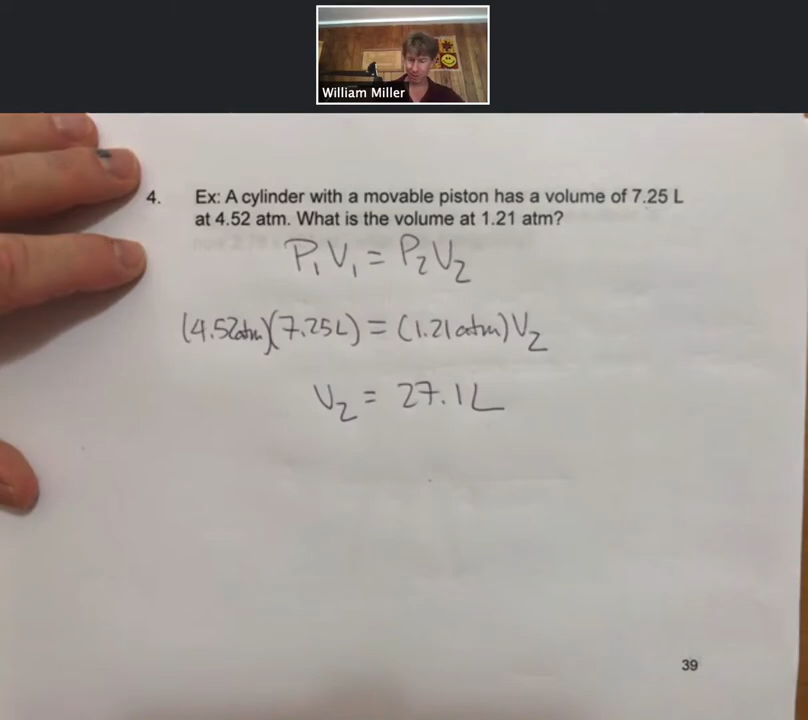 William Miller
4. Ex: A cylinder with a movable piston has a volume of 7.25 L
at 4.52 atm. What is the volume at 1.21 atm?
P₁V₁ = P₂V₂
(4.52atm)(7.25L) = (1.21atm)V₂
V₂ = 27.1L
39